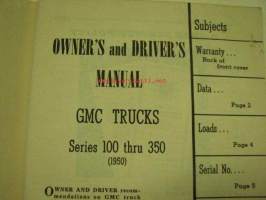 OWNER'S and DRIVER'S
MANUAL
GMC TRUCKS
Series 100 thru 350
(1950)
OWNER AND DRIVER recom-
mendations on GMC truck
Subjects
Warranty...
Back of
front cover
Data...
Page 2
Loads...
Page 4
Serial No....
Page 5